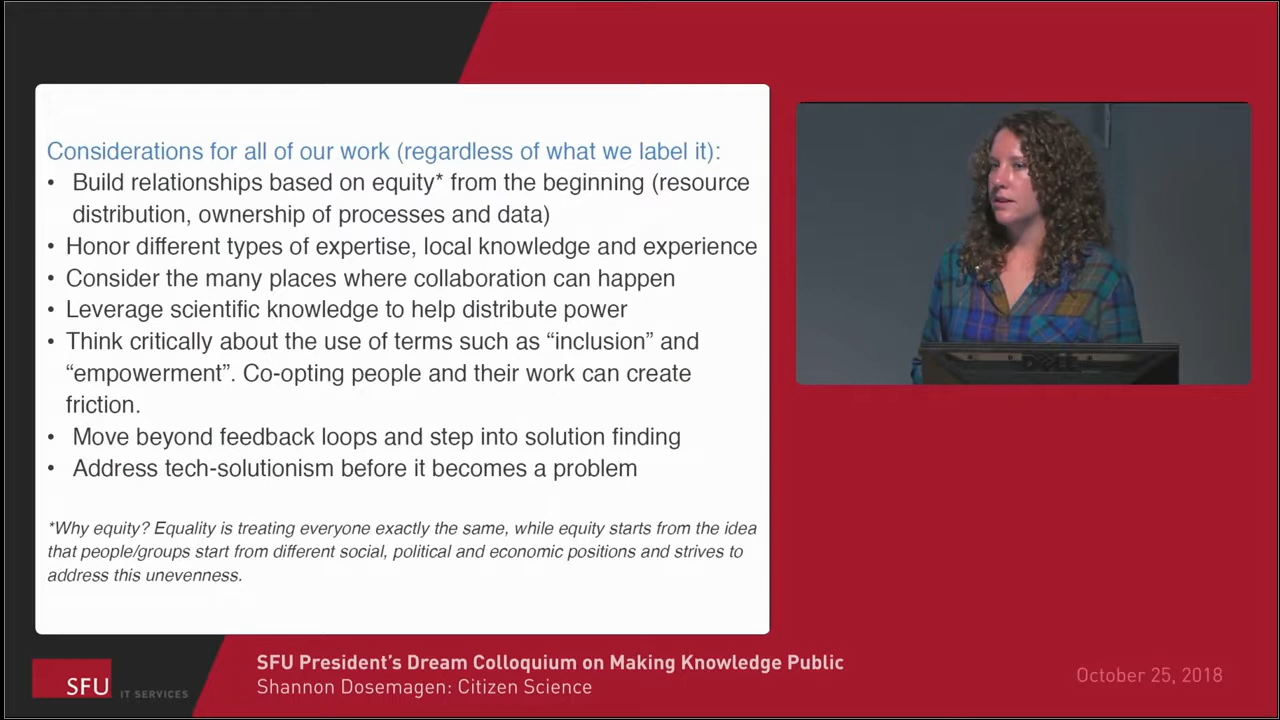 Considerations for all of our work (regardless of what we label it):
• Build relationships based on equity* from the beginning (resource
distribution, ownership of processes and data)
• Honor different types of expertise, local knowledge and experience
• Consider the many places where collaboration can happen
• Leverage scientific knowledge to help distribute power
• Think critically about the use of terms such as “inclusion” and
“empowerment”. Co-opting people and their work can create
friction.
• Move beyond feedback loops and step into solution finding
• Address tech-solutionism before it becomes a problem
*Why equity? Equality is treating everyone exactly the same, while equity starts from the idea
that people/groups start from different social, political and economic positions and strives to
address this unevenness.
DELL
SFU IT SERVICES
SFU President’s Dream Colloquium on Making Knowledge Public
Shannon Dosemagen: Citizen Science
October 25, 2018